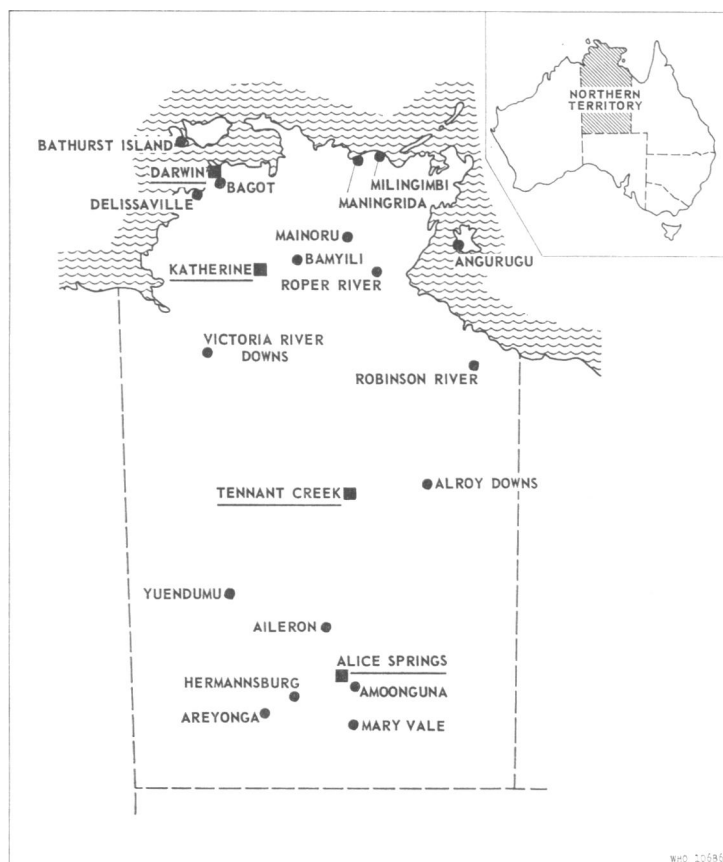 NORTHERN
TERRITORY
BATHURST ISLAND
DARWIN
BAGOT
DELISSAVILLE
MILINGIMBI
MANINGRIDA
MAINORU
BAMYILI
ANGURUGU
KATHERINE
ROPER RIVER
VICTORIA RIVER
DOWNS
ROBINSON RIVER
TENNANT CREEK
ALROY DOWNS
YUENDUMU
AILERON
ALICE SPRINGS
HERMANNSBURG
AMOONGUNA
AREYONGA
MARY VALE
WHO 10686